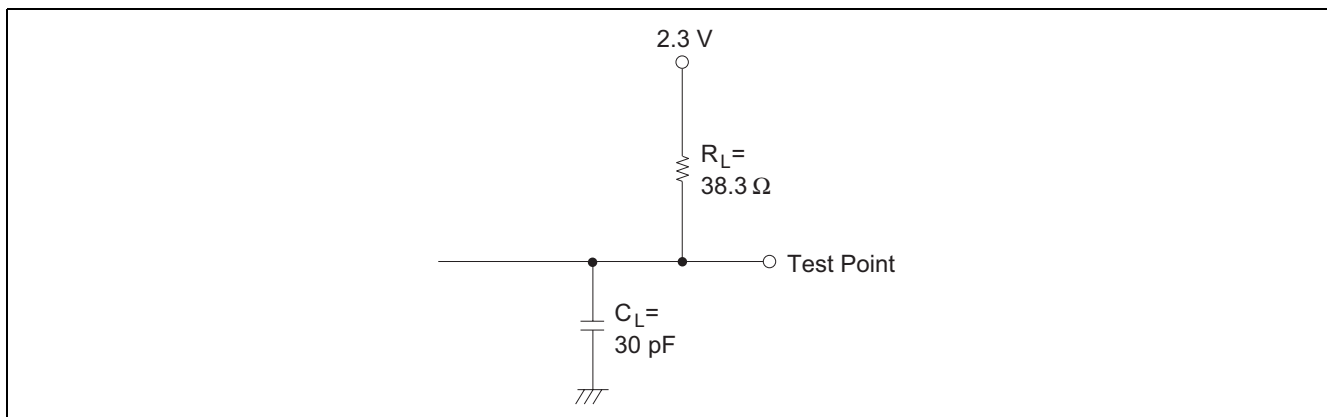 2.3 V
R_L=
38.3 Ω
Test Point
C_L=
30 pF